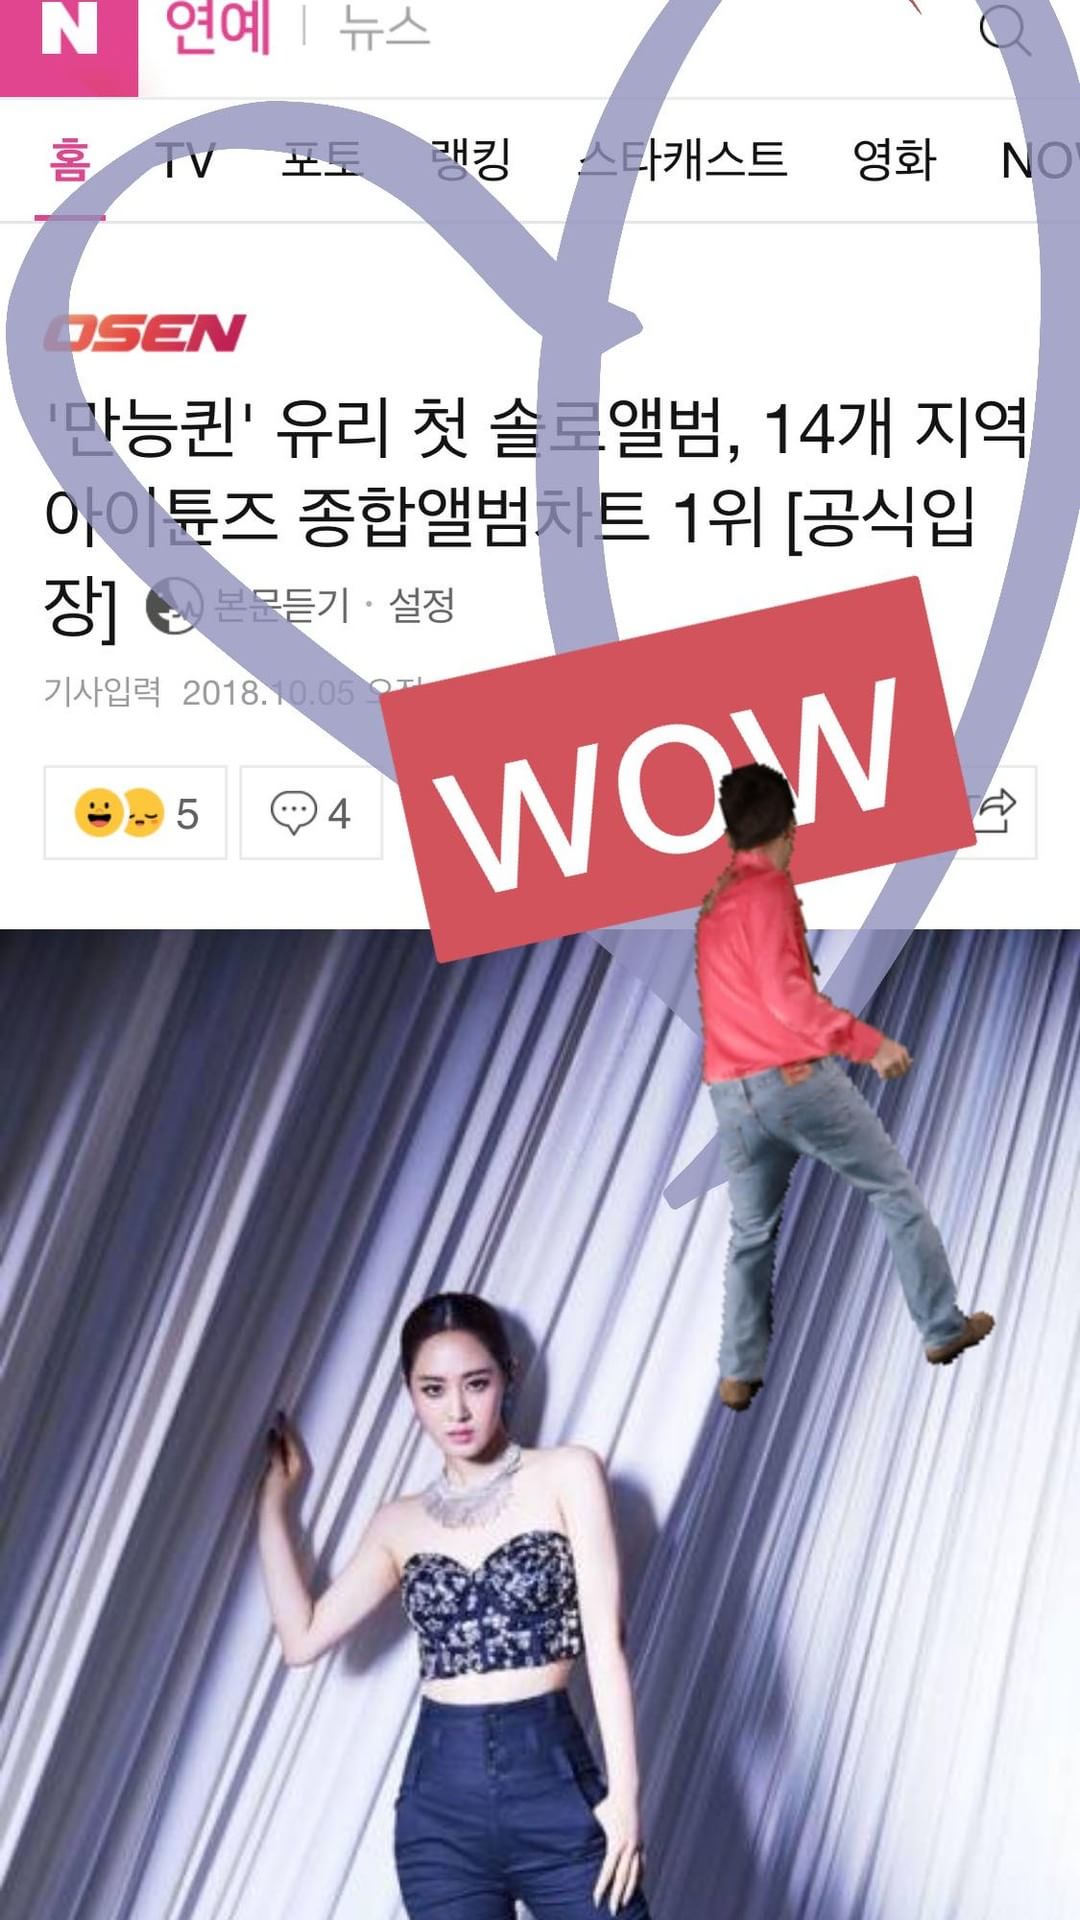 N 연예 | 뉴스
홈 TV 포토 랭킹 스타캐스트 영화
OSEN
'만능퀸' 유리 첫 솔로앨범, 14개 지역
아이튠즈 종합앨범차트 1위 [공식입
장] 본문듣기 · 설정
기사입력 2018.10.05
5 4
WOW